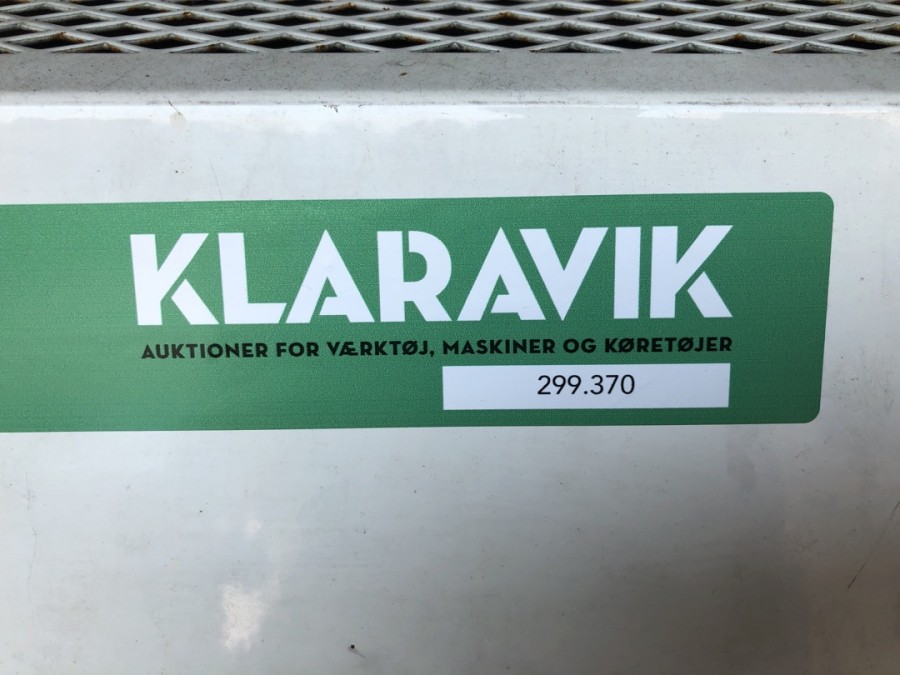 KLARAVIK
AUKTIONER FOR VÆRKTØJ, MASKINER OG KØRETØJER
299.370